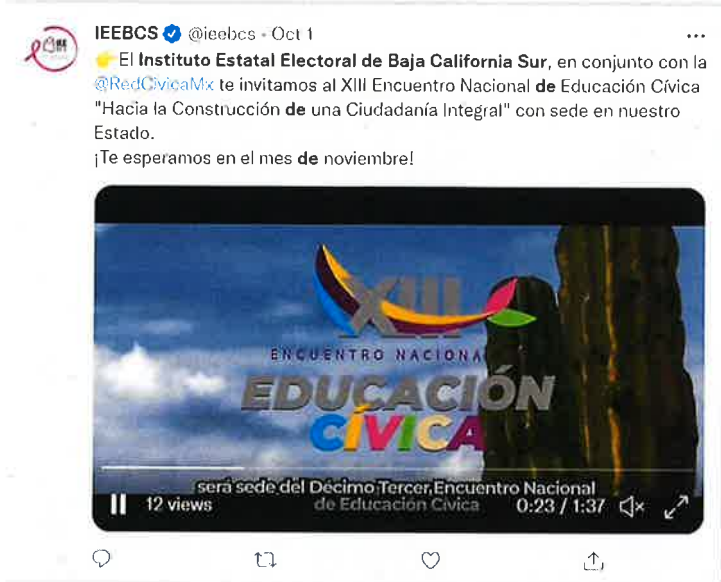 IEEBCS @ieebcs · Oct 1
👉El Instituto Estatal Electoral de Baja California Sur, en conjunto con la
@RedCivicaMx te invitamos al XIII Encuentro Nacional de Educación Cívica
"Hacia la Construcción de una Ciudadanía Integral" con sede en nuestro
Estado.
¡Te esperamos en el mes de noviembre!
XIII
ENCUENTRO NACIONA
EDUCACIÓN
CÍVICA
será sede del Décimo Tercer Encuentro Nacional
de Educación Cívica
12 views
0:23 / 1:37